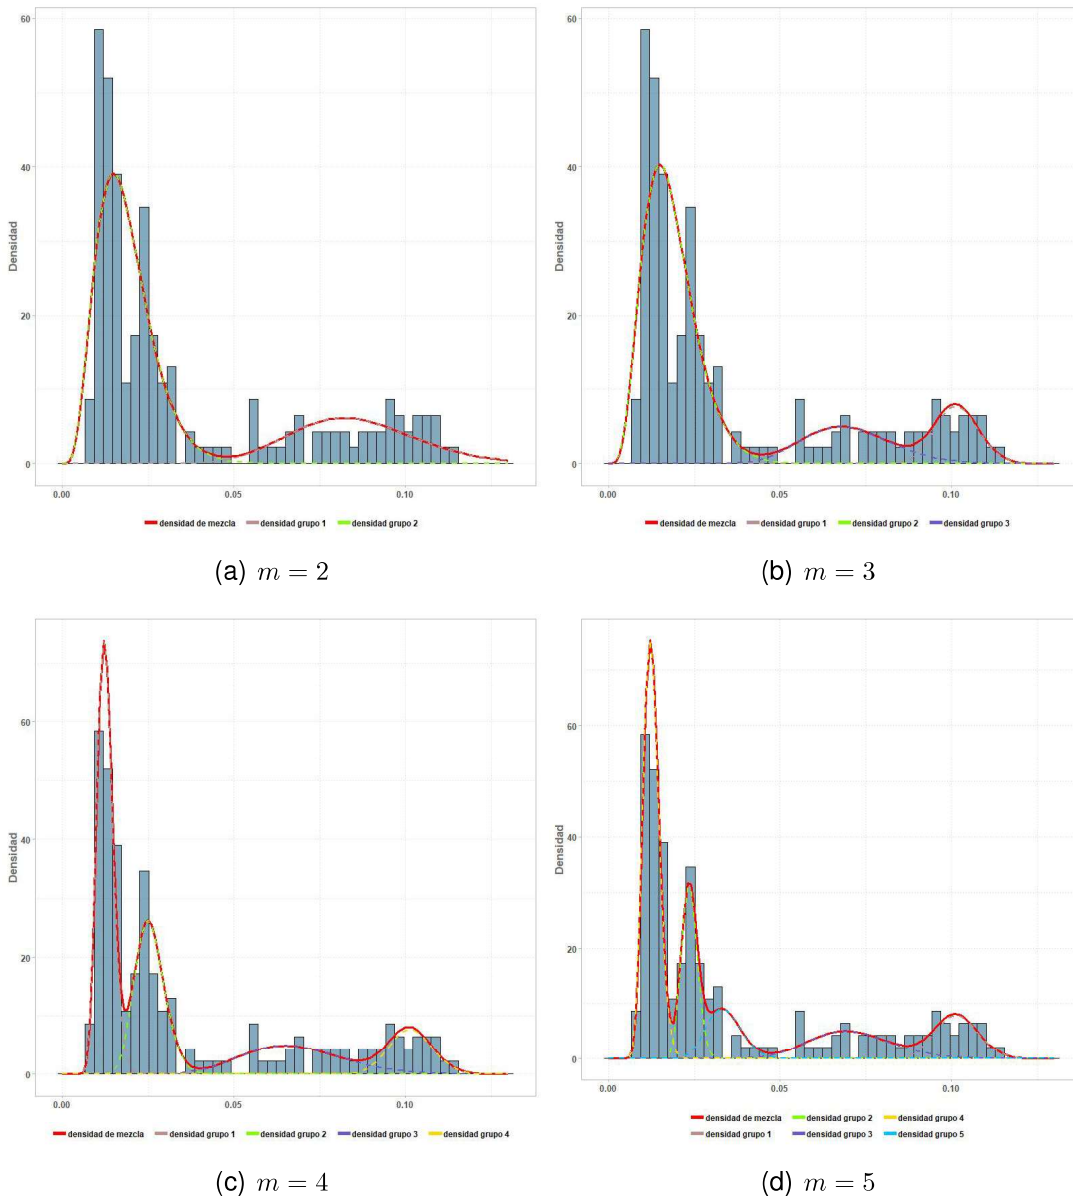 60
40
20
0
Densidad
0.00 0.05 0.10
densidad de mezcla densidad grupo 1 densidad grupo 2
(a) m = 2
60
40
20
0
Densidad
0.00 0.05 0.10
densidad de mezcla densidad grupo 1 densidad grupo 2 densidad grupo 3
(b) m = 3
60
40
20
0
Densidad
0.00 0.05 0.10
densidad de mezcla densidad grupo 1 densidad grupo 2 densidad grupo 3 densidad grupo 4
(c) m = 4
60
40
20
0
Densidad
0.00 0.05 0.10
densidad de mezcla densidad grupo 2 densidad grupo 4
densidad grupo 1 densidad grupo 3 densidad grupo 5
(d) m = 5